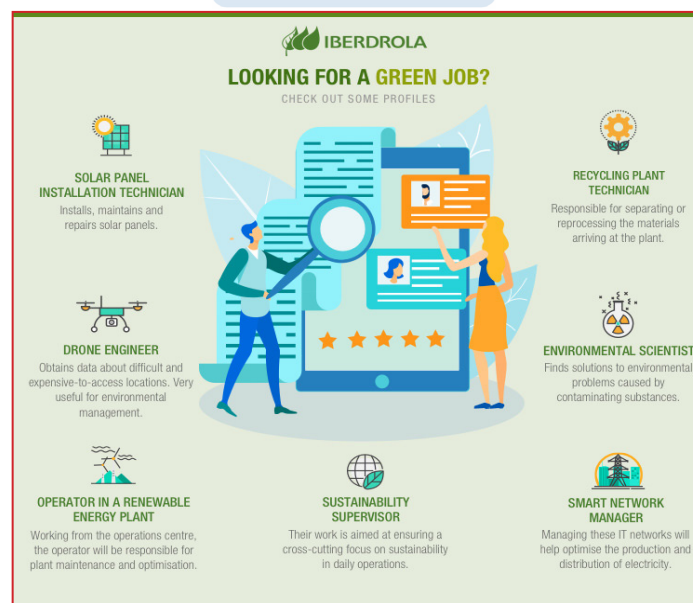 IBERDROLA
LOOKING FOR A GREEN JOB?
CHECK OUT SOME PROFILES
SOLAR PANEL
INSTALLATION TECHNICIAN
Installs, maintains and
repairs solar panels.
RECYCLING PLANT
TECHNICIAN
Responsible for separating or
reprocessing the materials
arriving at the plant.
DRONE ENGINEER
Obtains data about difficult and
expensive-to-access locations. Very
useful for environmental
management.
ENVIRONMENTAL SCIENTIST
Finds solutions to environmental
problems caused by
contaminating substances.
OPERATOR IN A RENEWABLE
ENERGY PLANT
Working from the operations centre,
the operator will be responsible for
plant maintenance and optimisation.
SUSTAINABILITY
SUPERVISOR
Their work is aimed at ensuring a
cross-cutting focus on sustainability
in daily operations.
SMART NETWORK
MANAGER
Managing these IT networks will
help optimise the production and
distribution of electricity.